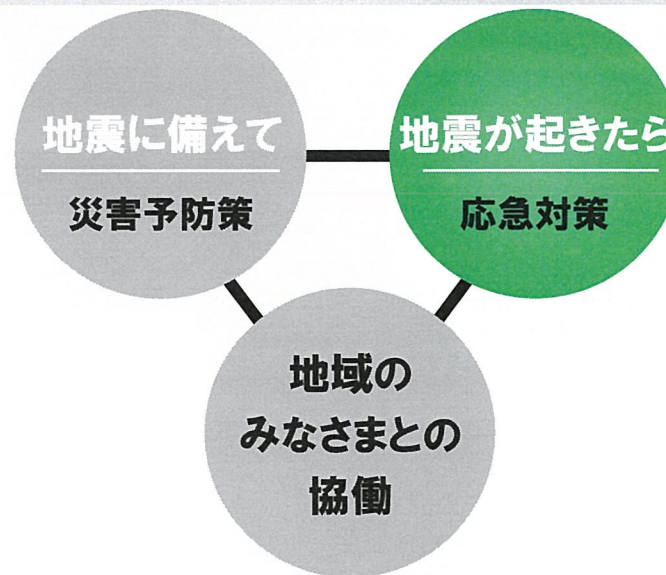 地震に備えて
災害予防策
地震が起きたら
応急対策
地域の
みなさまとの
協働